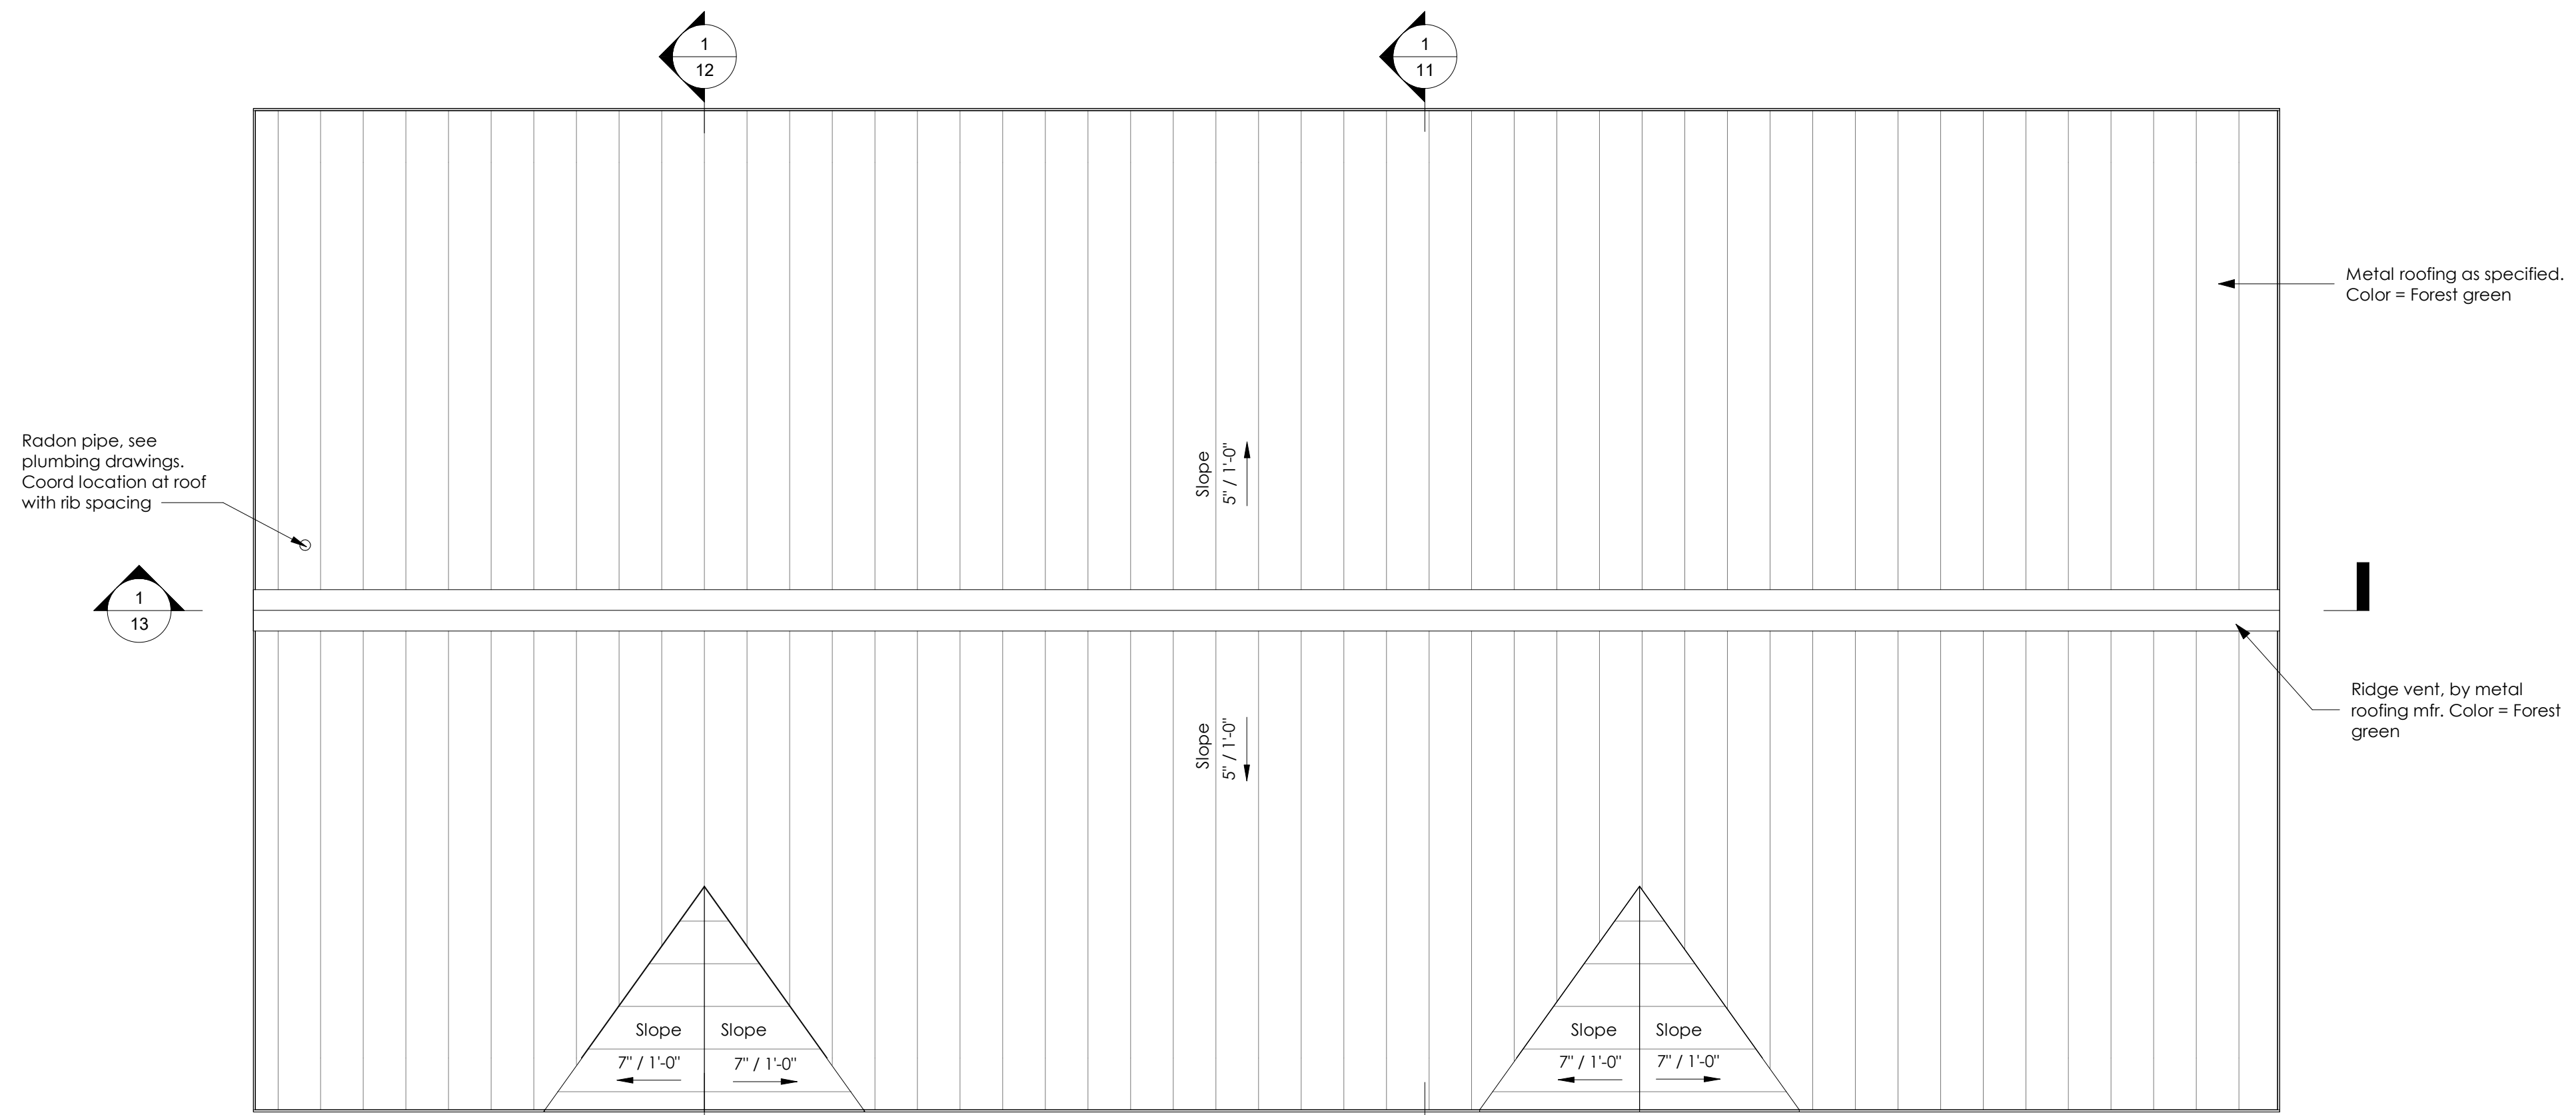 1
12
1
11
Metal roofing as specified.
Color = Forest green
Radon pipe, see
plumbing drawings.
Coord location at roof
with rib spacing
Slope
5" / 1'-0"
1
13
Ridge vent, by metal
roofing mfr. Color = Forest
green
Slope
5" / 1'-0"
Slope
7" / 1'-0"
Slope
7" / 1'-0"
Slope
7" / 1'-0"
Slope
7" / 1'-0"